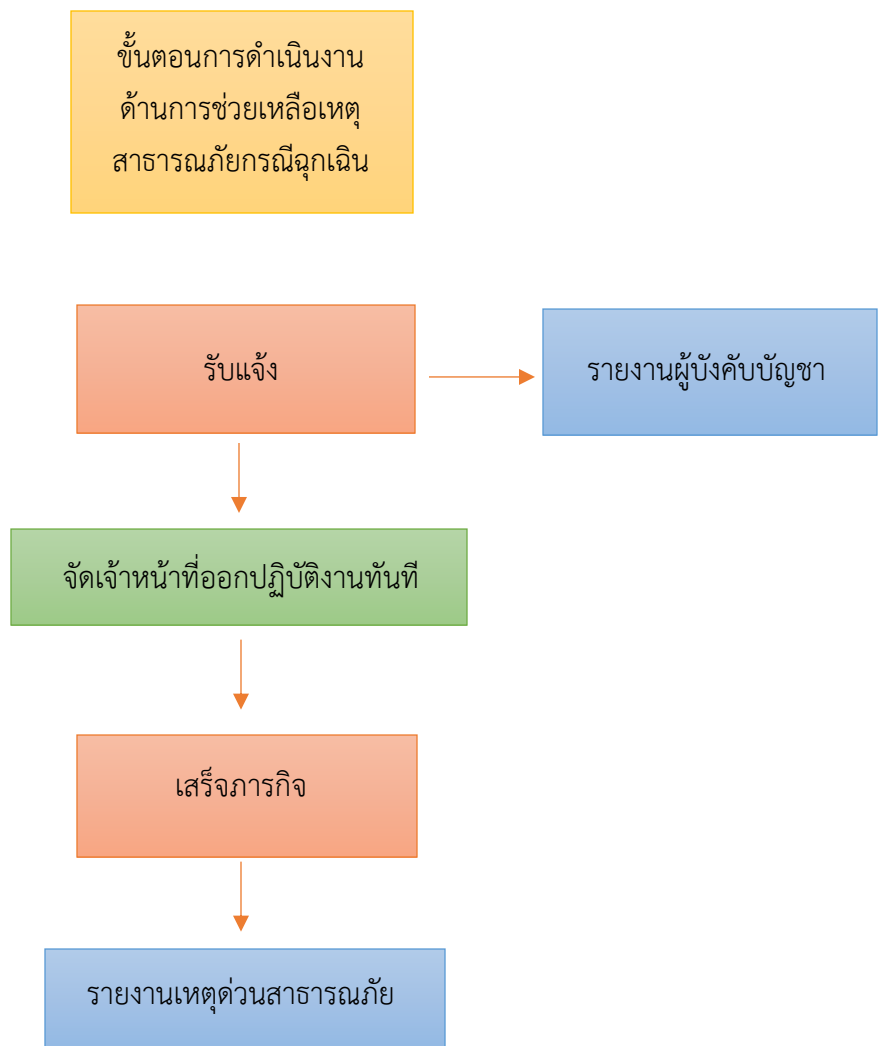 ขั้นตอนการดำเนินงาน
ด้านการช่วยเหลือเหตุ
สาธารณภัยกรณีฉุกเฉิน
รับแจ้ง
รายงานผู้บังคับบัญชา
จัดเจ้าหน้าที่ออกปฏิบัติงานทันที
เสร็จภารกิจ
รายงานเหตุด่วนสาธารณภัย